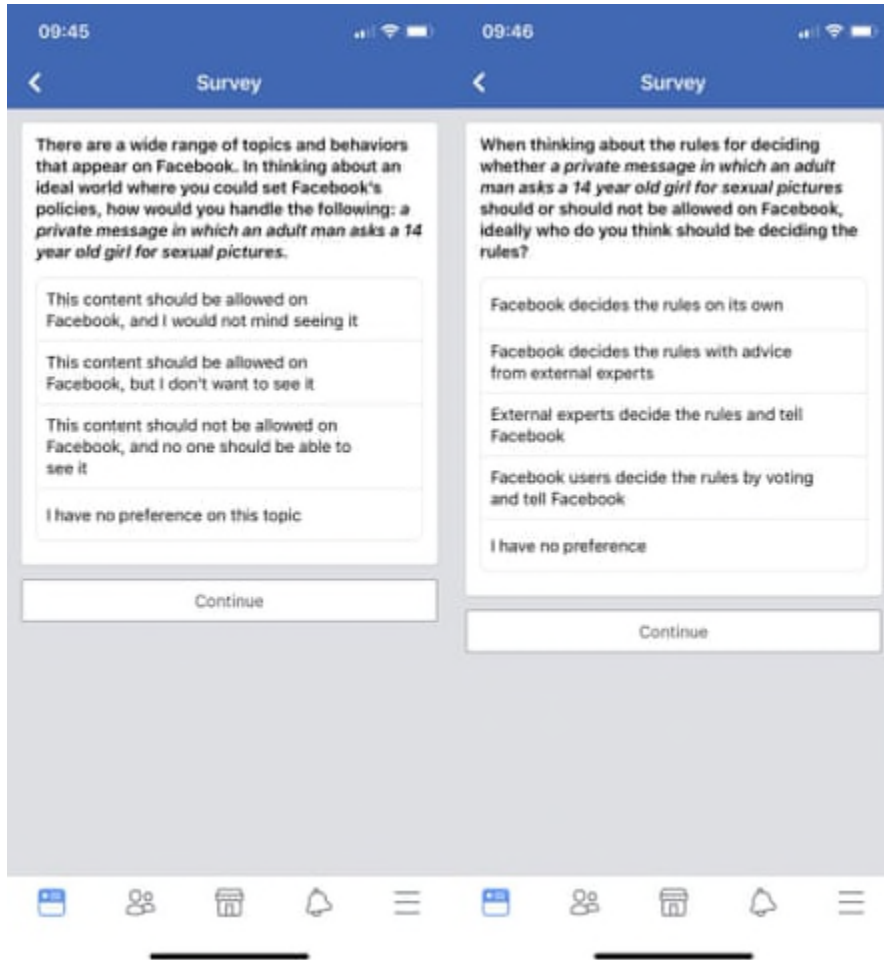 09:45
Survey
There are a wide range of topics and behaviors
that appear on Facebook. In thinking about an
ideal world where you could set Facebook's
policies, how would you handle the following: a
private message in which an adult man asks a 14
year old girl for sexual pictures.
This content should be allowed on
Facebook, and I would not mind seeing it
This content should be allowed on
Facebook, but I don't want to see it
This content should not be allowed on
Facebook, and no one should be able to
see it
I have no preference on this topic
Continue
09:46
Survey
When thinking about the rules for deciding
whether a private message in which an adult
man asks a 14 year old girl for sexual pictures
should or should not be allowed on Facebook,
ideally who do you think should be deciding the
rules?
Facebook decides the rules on its own
Facebook decides the rules with advice
from external experts
External experts decide the rules and tell
Facebook
Facebook users decide the rules by voting
and tell Facebook
I have no preference
Continue